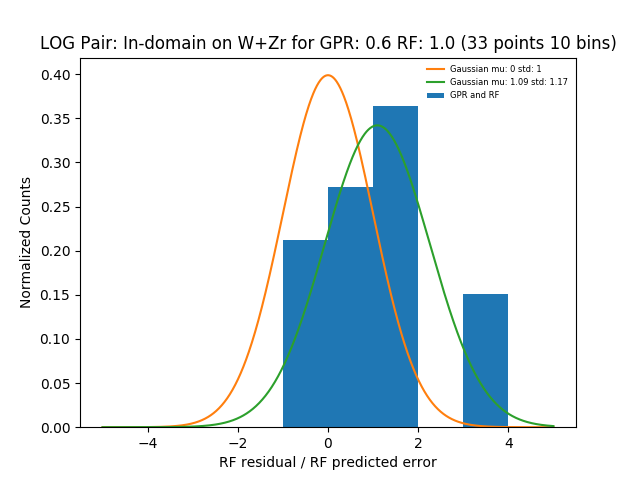 LOG Pair: In-domain on W+Zr for GPR: 0.6 RF: 1.0 (33 points 10 bins)
Gaussian mu: 0 std: 1
Gaussian mu: 1.09 std: 1.17
GPR and RF
Normalized Counts
0.40
0.35
0.30
0.25
0.20
0.15
0.10
0.05
0.00
−4 −2 0 2 4
RF residual / RF predicted error